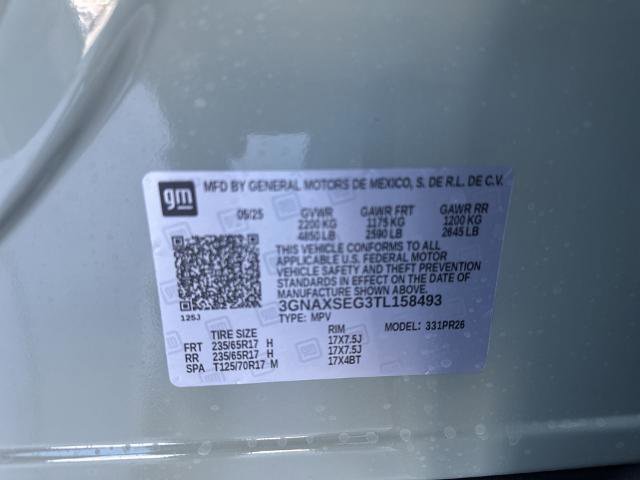 gm MFD BY GENERAL MOTORS DE MEXICO, S. DE R.L. DE C.V.
05/25 GVWR GAWR FRT GAWR RR
2200 KG 1175 KG 1200 KG
4850 LB 2590 LB 2645 LB
THIS VEHICLE CONFORMS TO ALL
APPLICABLE U.S. FEDERAL MOTOR
VEHICLE SAFETY AND THEFT PREVENTION
STANDARDS IN EFFECT ON THE DATE OF
MANUFACTURE SHOWN ABOVE.
3GNAXSEG3TL158493
125J TYPE: MPV MODEL: 331PR26
TIRE SIZE RIM
FRT 235/65R17 H 17X7.5J
RR 235/65R17 H 17X7.5J
SPA T125/70R17 M 17X4BT